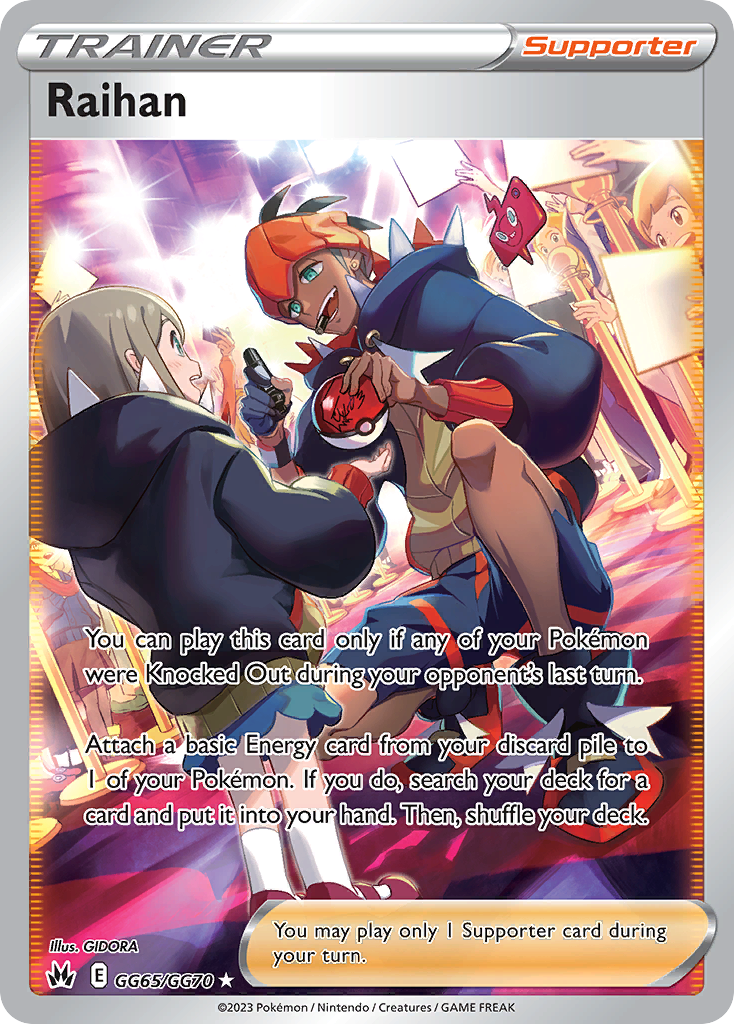 TRAINER
Supporter
Raihan
You can play this card only if any of your Pokémon
were Knocked Out during your opponent's last turn.
Attach a basic Energy card from your discard pile to
1 of your Pokémon. If you do, search your deck for a
card and put it into your hand. Then, shuffle your deck.
You may play only 1 Supporter card during
your turn.
Illus. GIDORA
E GG65/GG70 ★
©2023 Pokémon / Nintendo / Creatures / GAME FREAK